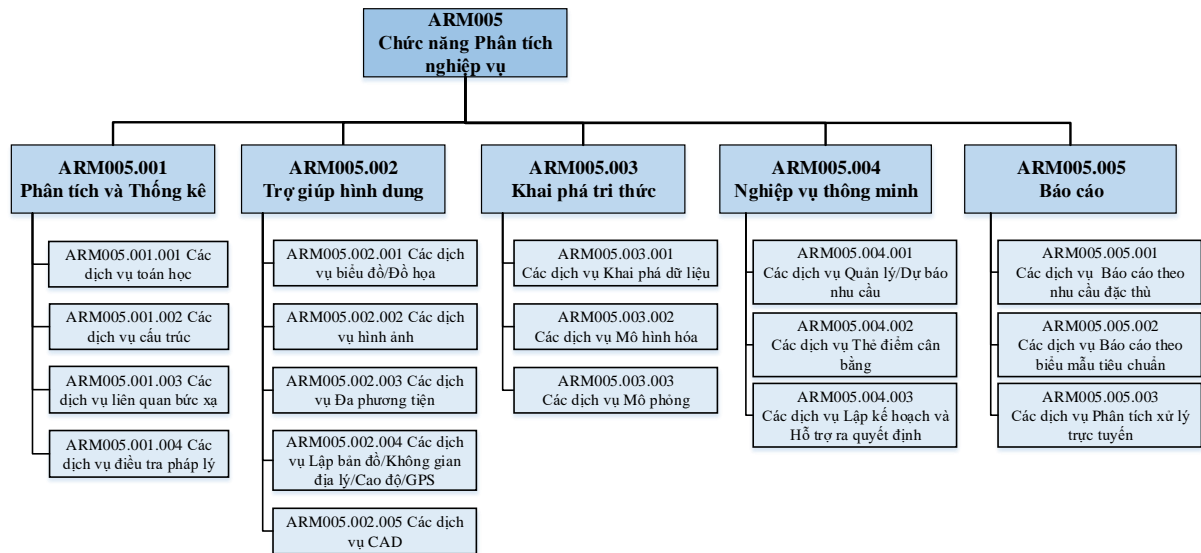 ARM005
Chức năng Phân tích
nghiệp vụ
ARM005.001
Phân tích và Thống kê
ARM005.001.001 Các
dịch vụ toán học
ARM005.001.002 Các
dịch vụ cấu trúc
ARM005.001.003 Các
dịch vụ liên quan bức xạ
ARM005.001.004 Các
dịch vụ điều tra pháp lý
ARM005.002
Trợ giúp hình dung
ARM005.002.001 Các dịch
vụ biểu đồ/Đồ họa
ARM005.002.002 Các dịch
vụ hình ảnh
ARM005.002.003 Các dịch
vụ Đa phương tiện
ARM005.002.004 Các dịch
vụ Lập bản đồ/Không gian
địa lý/Cao độ/GPS
ARM005.002.005 Các dịch
vụ CAD
ARM005.003
Khai phá tri thức
ARM005.003.001
Các dịch vụ Khai phá dữ liệu
ARM005.003.002
Các dịch vụ Mô hình hóa
ARM005.003.003
Các dịch vụ Mô phỏng
ARM005.004
Nghiệp vụ thông minh
ARM005.004.001
Các dịch vụ Quản lý/Dự báo
nhu cầu
ARM005.004.002
Các dịch vụ Thẻ điểm cân
bằng
ARM005.004.003
Các dịch vụ Lập kế hoạch và
Hỗ trợ ra quyết định
ARM005.005
Báo cáo
ARM005.005.001
Các dịch vụ Báo cáo theo
nhu cầu đặc thù
ARM005.005.002
Các dịch vụ Báo cáo theo
biểu mẫu tiêu chuẩn
ARM005.005.003
Các dịch vụ Phân tích xử lý
trực tuyến